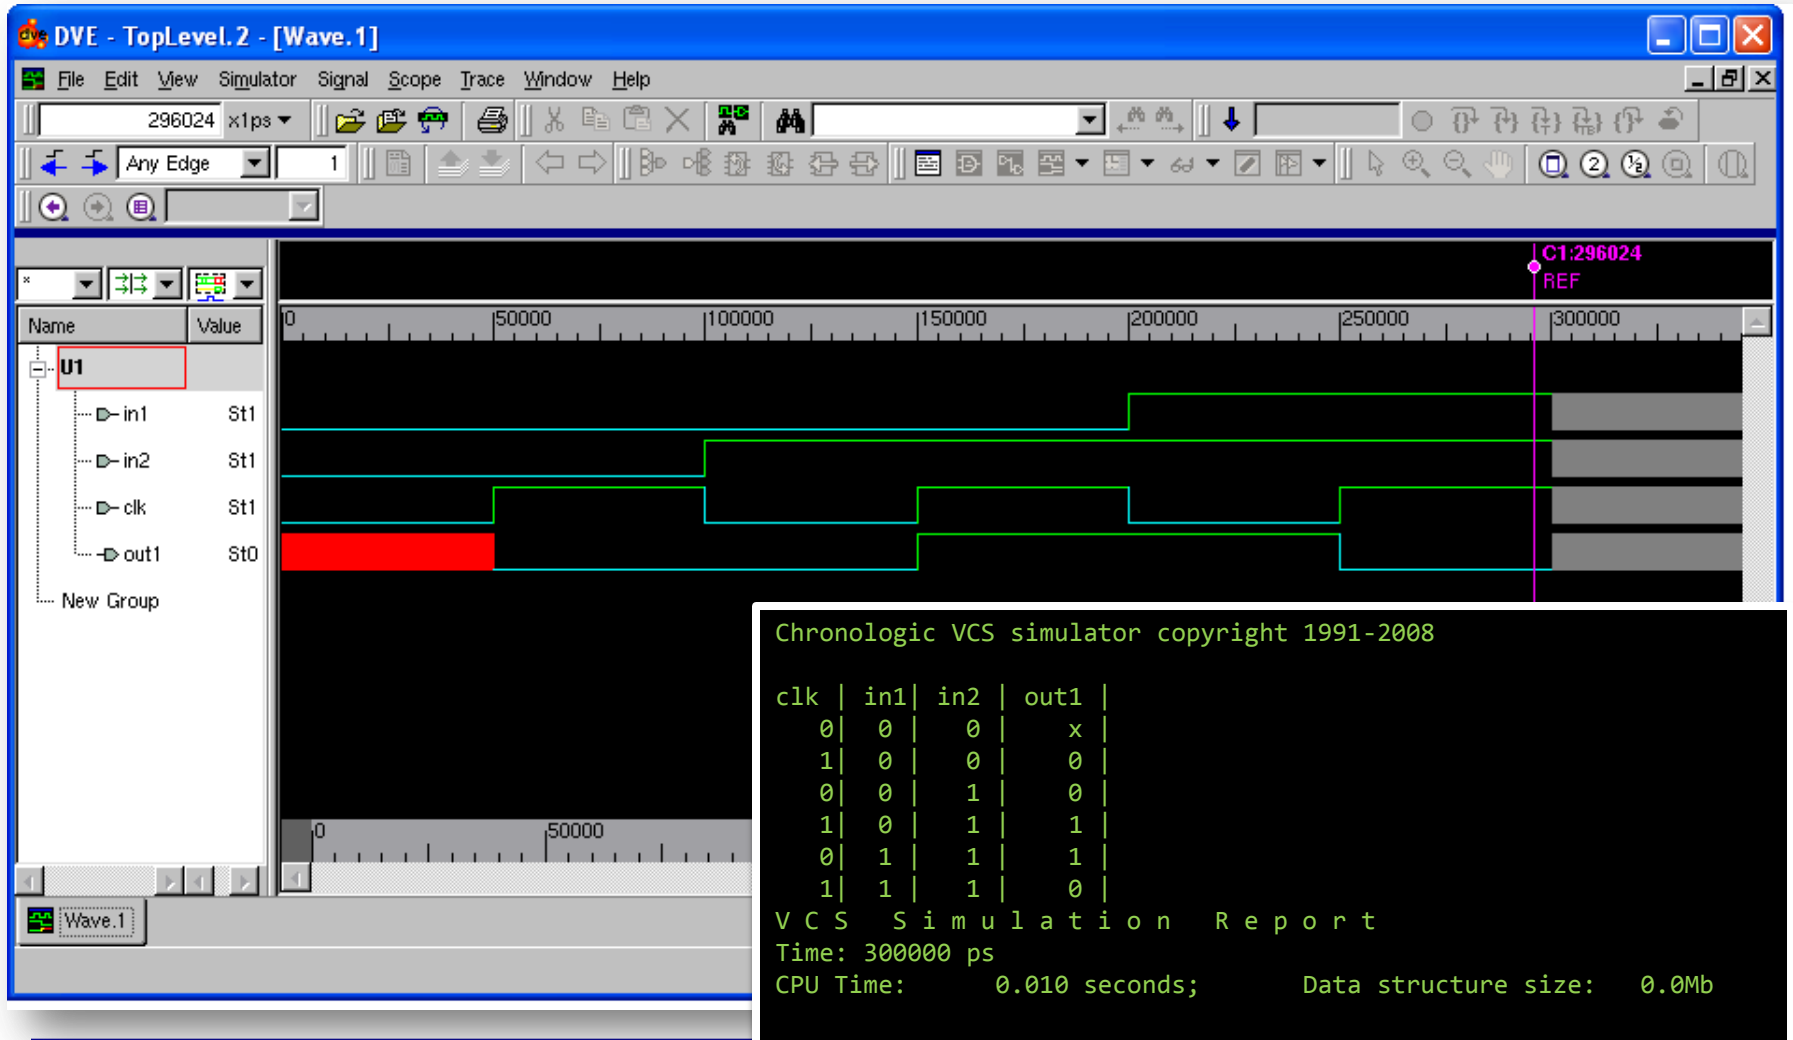 dve DVE - TopLevel.2 - [Wave.1]
File Edit View Simulator Signal Scope Trace Window Help
296024 x1ps
Any Edge 1
C1:296024
REF
*
Name Value 0 50000 100000 150000 200000 250000 300000
U1
in1 St1
in2 St1
clk St1
out1 St0
New Group
0 50000
Wave.1
Chronologic VCS simulator copyright 1991-2008
clk | in1| in2 | out1 |
0| 0 | 0 | x |
1| 0 | 0 | 0 |
0| 0 | 1 | 0 |
1| 0 | 1 | 1 |
0| 1 | 1 | 1 |
1| 1 | 1 | 0 |
V C S S i m u l a t i o n R e p o r t
Time: 300000 ps
CPU Time: 0.010 seconds; Data structure size: 0.0Mb